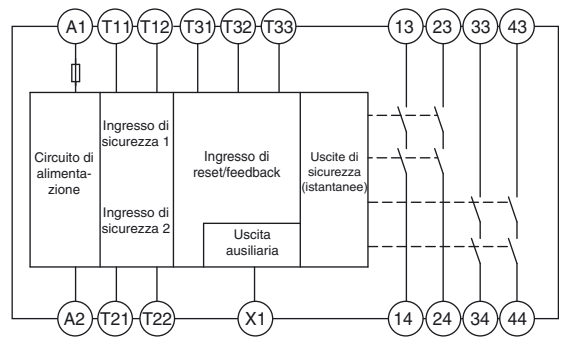 A1 T11 T12 T31 T32 T33 13 23 33 43
Circuito di
alimenta-
zione
Ingresso di
sicurezza 1
Ingresso di
sicurezza 2
Ingresso di
reset/feedback
Uscita
ausiliaria
Uscite di
sicurezza
(istantanee)
A2 T21 T22 X1 14 24 34 44